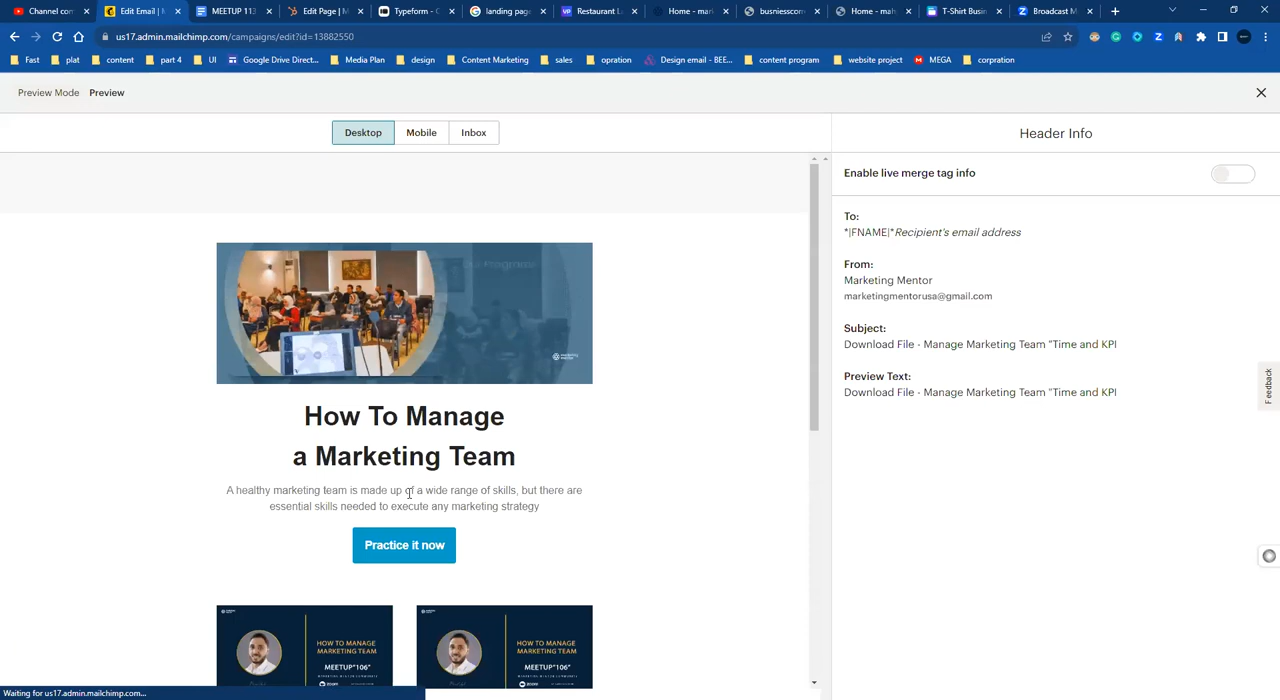 Channel con
Edit Email | M
MEETUP 113
Edit Page | M
Typeform - C
landing page
Restaurant L
Home - mark
busniesscom
Home - mah
T-Shirt Busin
Broadcast M
us17.admin.mailchimp.com/campaigns/edit?id=13882550
Fast
plat
content
part 4
UI
Google Drive Direct...
Media Plan
design
Content Marketing
sales
opration
Design email - BEE...
content program
website project
MEGA
corpration
Preview Mode Preview
Desktop
Mobile
Inbox
Header Info
Enable live merge tag info
To:
*|FNAME|*Recipient's email address
From:
Marketing Mentor
marketingmentorusa@gmail.com
Subject:
Download File - Manage Marketing Team "Time and KPI
Preview Text:
Download File - Manage Marketing Team "Time and KPI
Feedback
How To Manage
a Marketing Team
A healthy marketing team is made up of a wide range of skills, but there are
essential skills needed to execute any marketing strategy
Practice it now
HOW TO MANAGE
MARKETING TEAM
MEETUP"106"
zoom
HOW TO MANAGE
MARKETING TEAM
MEETUP"106"
zoom
Waiting for us17.admin.mailchimp.com...